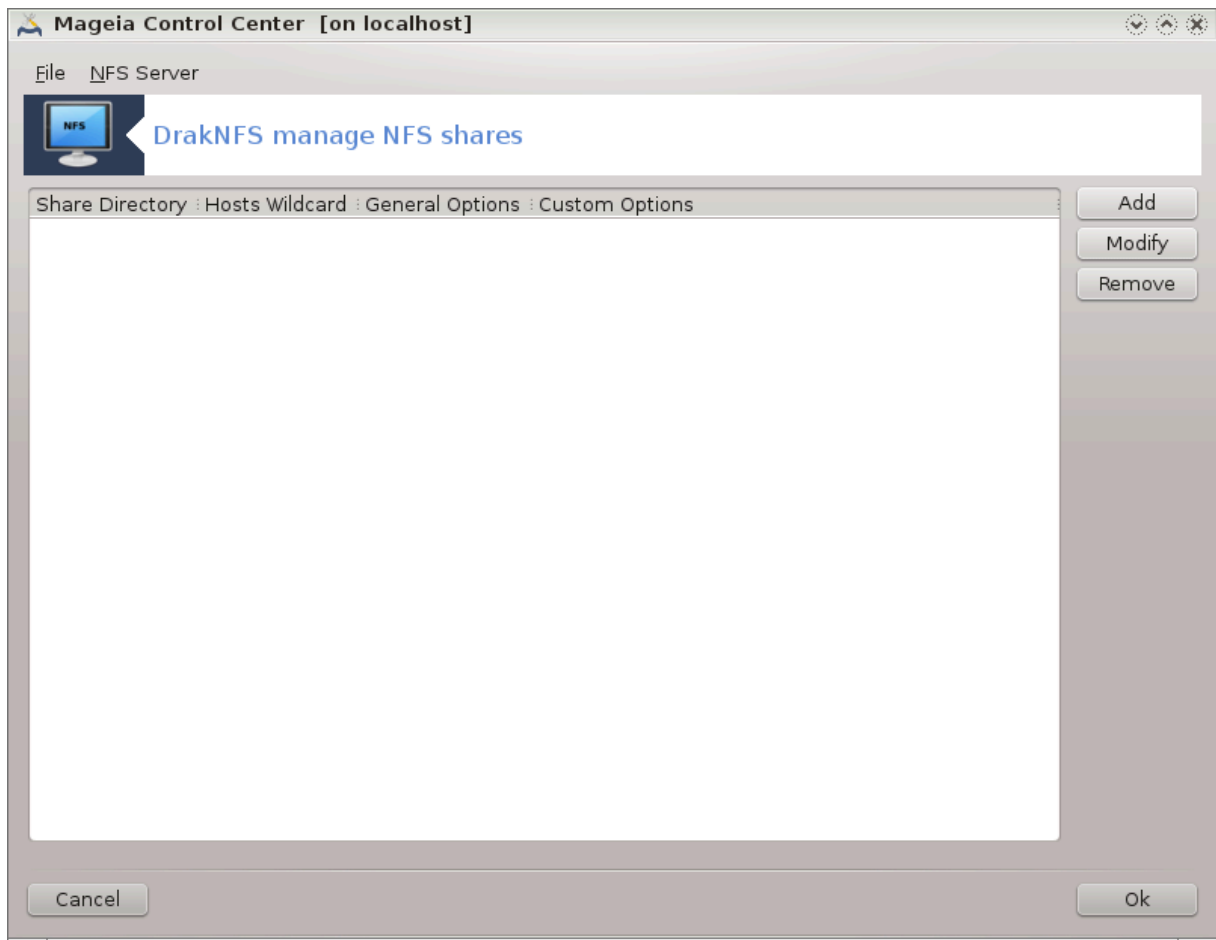 Mageia Control Center [on localhost]
File NFS Server
NFS
DrakNFS manage NFS shares
Share Directory Hosts Wildcard General Options Custom Options
Add
Modify
Remove
Cancel Ok